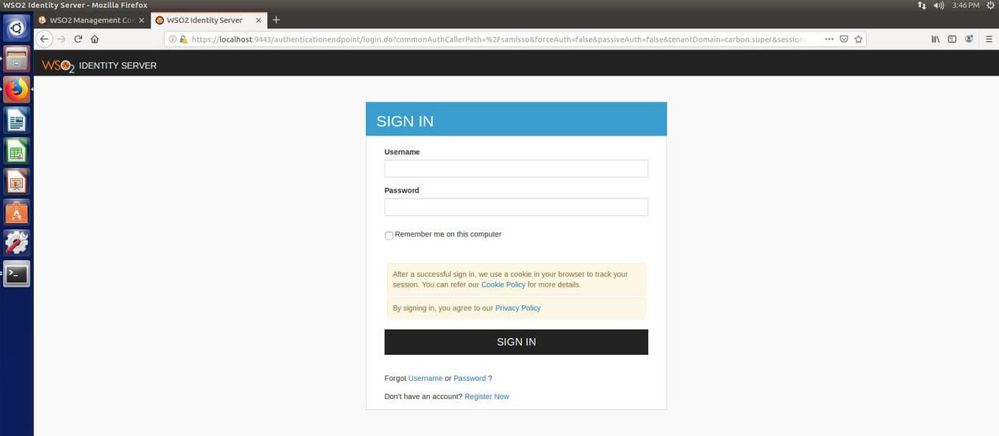 WSO2 Identity Server - Mozilla Firefox
3:46 PM
WSO2 Management Con
WSO2 Identity Server
https://localhost:9443/authenticationendpoint/login.do?commonAuthCallerPath=%2Fsamlsso&forceAuth=false&passiveAuth=false&tenantDomain=carbon.super&session
WSO2 IDENTITY SERVER
SIGN IN
Username
Password
Remember me on this computer
After a successful sign in, we use a cookie in your browser to track your
session. You can refer our Cookie Policy for more details.
By signing in, you agree to our Privacy Policy
SIGN IN
Forgot Username or Password ?
Don't have an account? Register Now